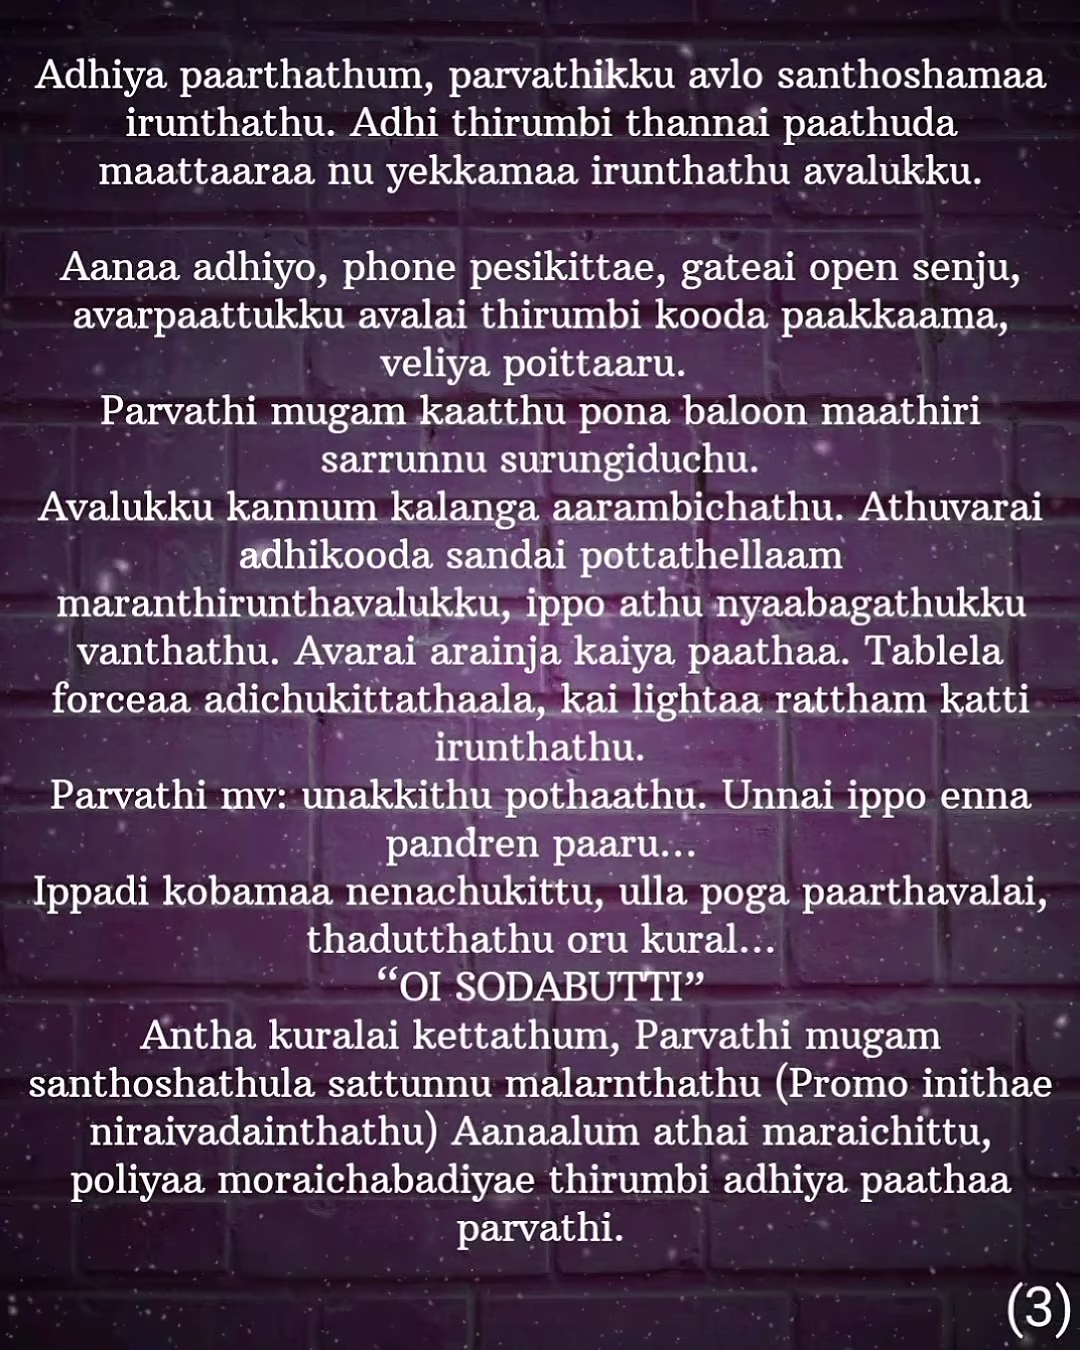 Adhiya paarthathum, parvathikku avlo santhoshamaa
irunthathu. Adhi thirumbi thannai paathuda
maattaaraa nu yekkamaa irunthathu avalukku.
Aanaa adhiyo, phone pesikittae, gateai open senju,
avarpaattukku avalai thirumbi kooda paakkaama,
veliya poittaaru.
Parvathi mugam kaatthu pona baloon maathiri
sarrunnu surungiduchu.
Avalukku kannum kalanga aarambichathu. Athuvarai
adhikooda sandai pottathellaam
maranthirunthavalukku, ippo athu nyaabagathukku
vanthathu. Avarai arainja kaiya paathaa. Tablela
forceaa adichukittathaala, kai lightaa rattham katti
irunthathu.
Parvathi mv: unakkithu pothaathu. Unnai ippo enna
pandren paaru...
Ippadi kobamaa nenachukittu, ulla poga paarthavalai,
thadutthathu oru kural...
“OI SODABUTTI”
Antha kuralai kettathum, Parvathi mugam
santhoshathula sattunnu malarnthathu (Promo inithae
niraivadainthathu) Aanaalum athai maraichittu,
poliyaa moraichabadiyae thirumbi adhiya paathaa
parvathi.
(3)